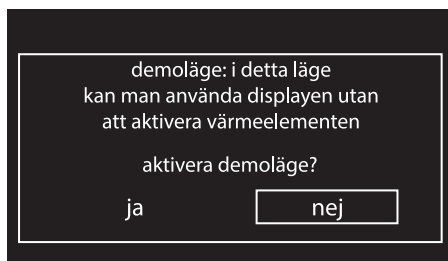 demoläge: i detta läge
kan man använda displayen utan
att aktivera värmeelementen
aktivera demoläge?
ja nej